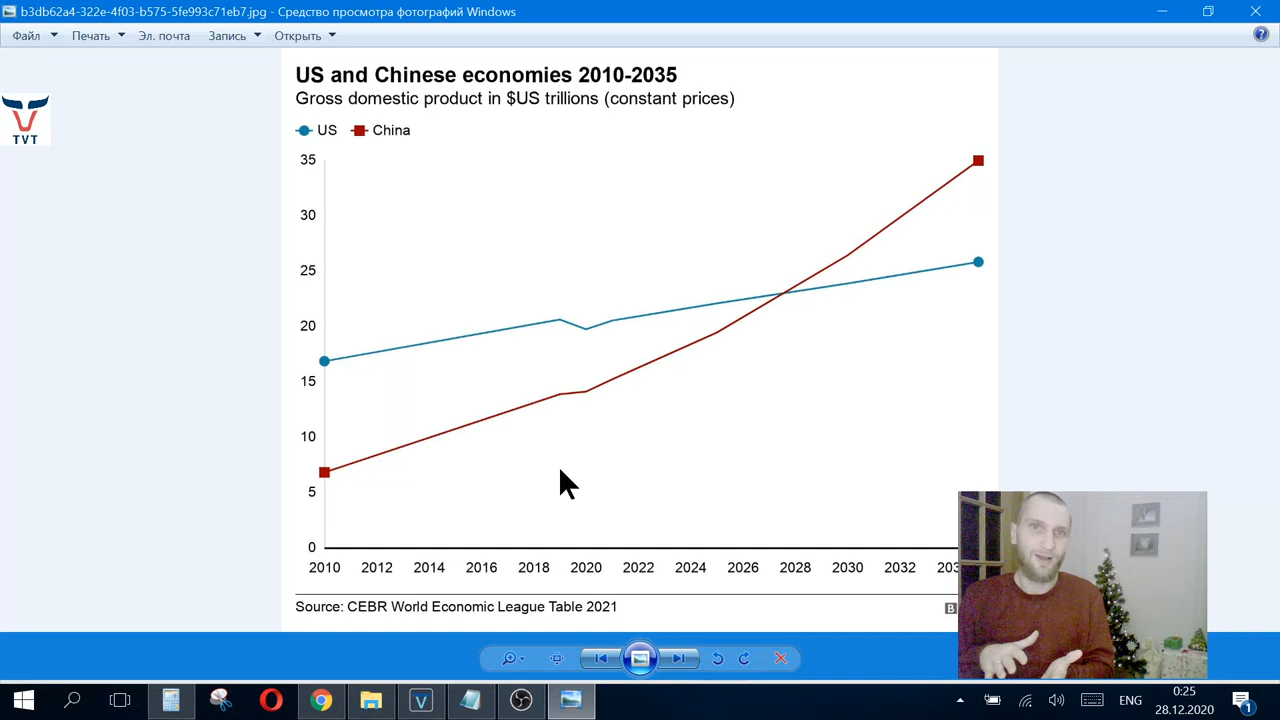 b3db62a4-322e-4f03-b575-5fe993c71eb7.jpg - Средство просмотра фотографий Windows
Файл Печать Эл. почта Запись Открыть
TVT
US and Chinese economies 2010-2035
Gross domestic product in $US trillions (constant prices)
US China
35
30
25
20
15
10
5
0
2010 2012 2014 2016 2018 2020 2022 2024 2026 2028 2030 2032
Source: CEBR World Economic League Table 2021
B
ENG
0:25
28.12.2020
1